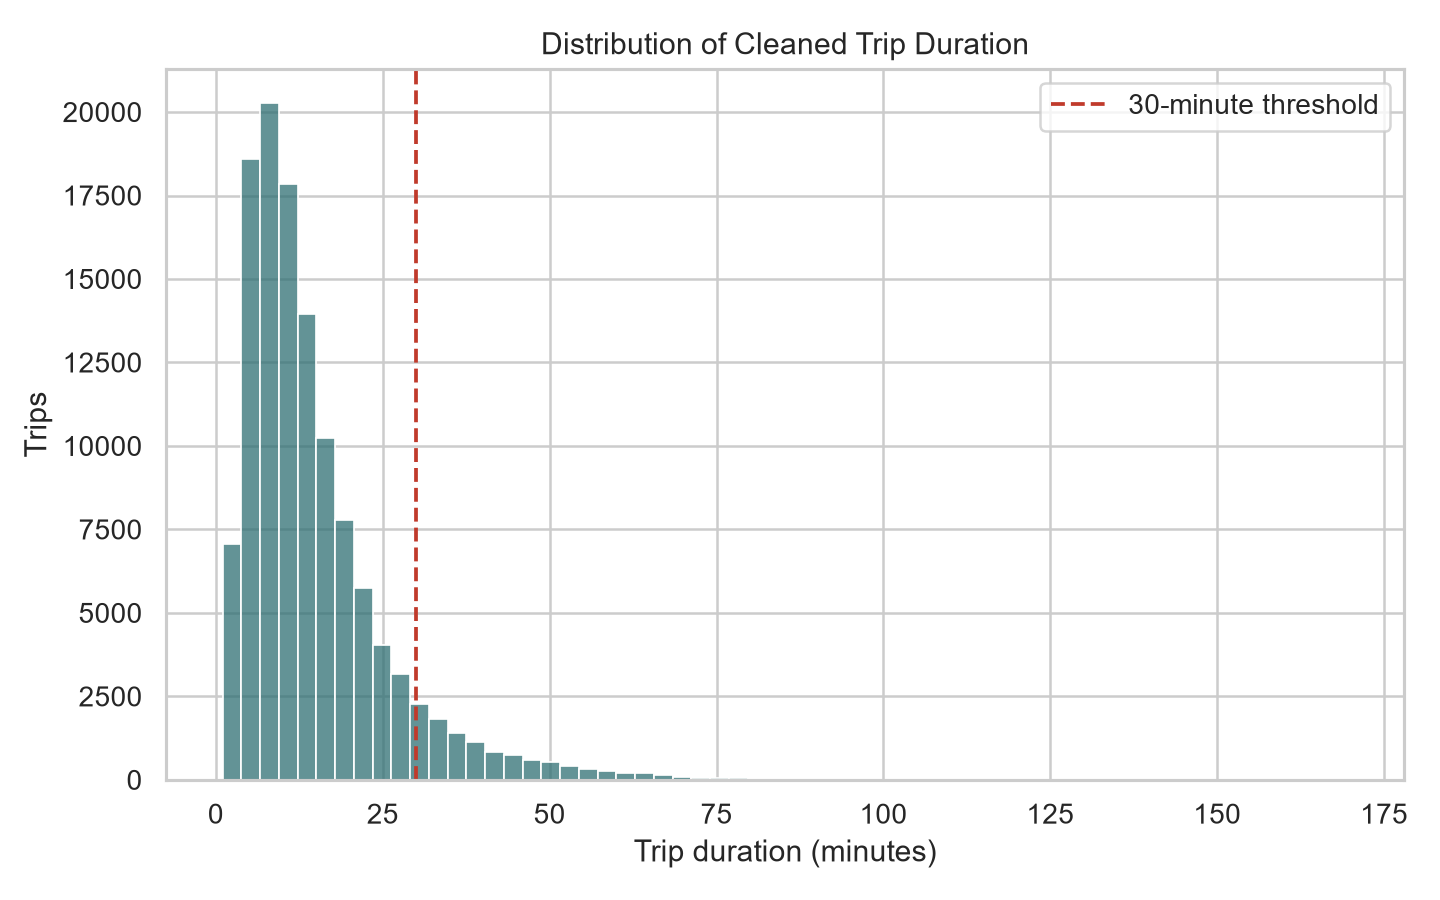 Distribution of Cleaned Trip Duration
30-minute threshold
Trips
20000
17500
15000
12500
10000
7500
5000
2500
0
0 25 50 75 100 125 150 175
Trip duration (minutes)